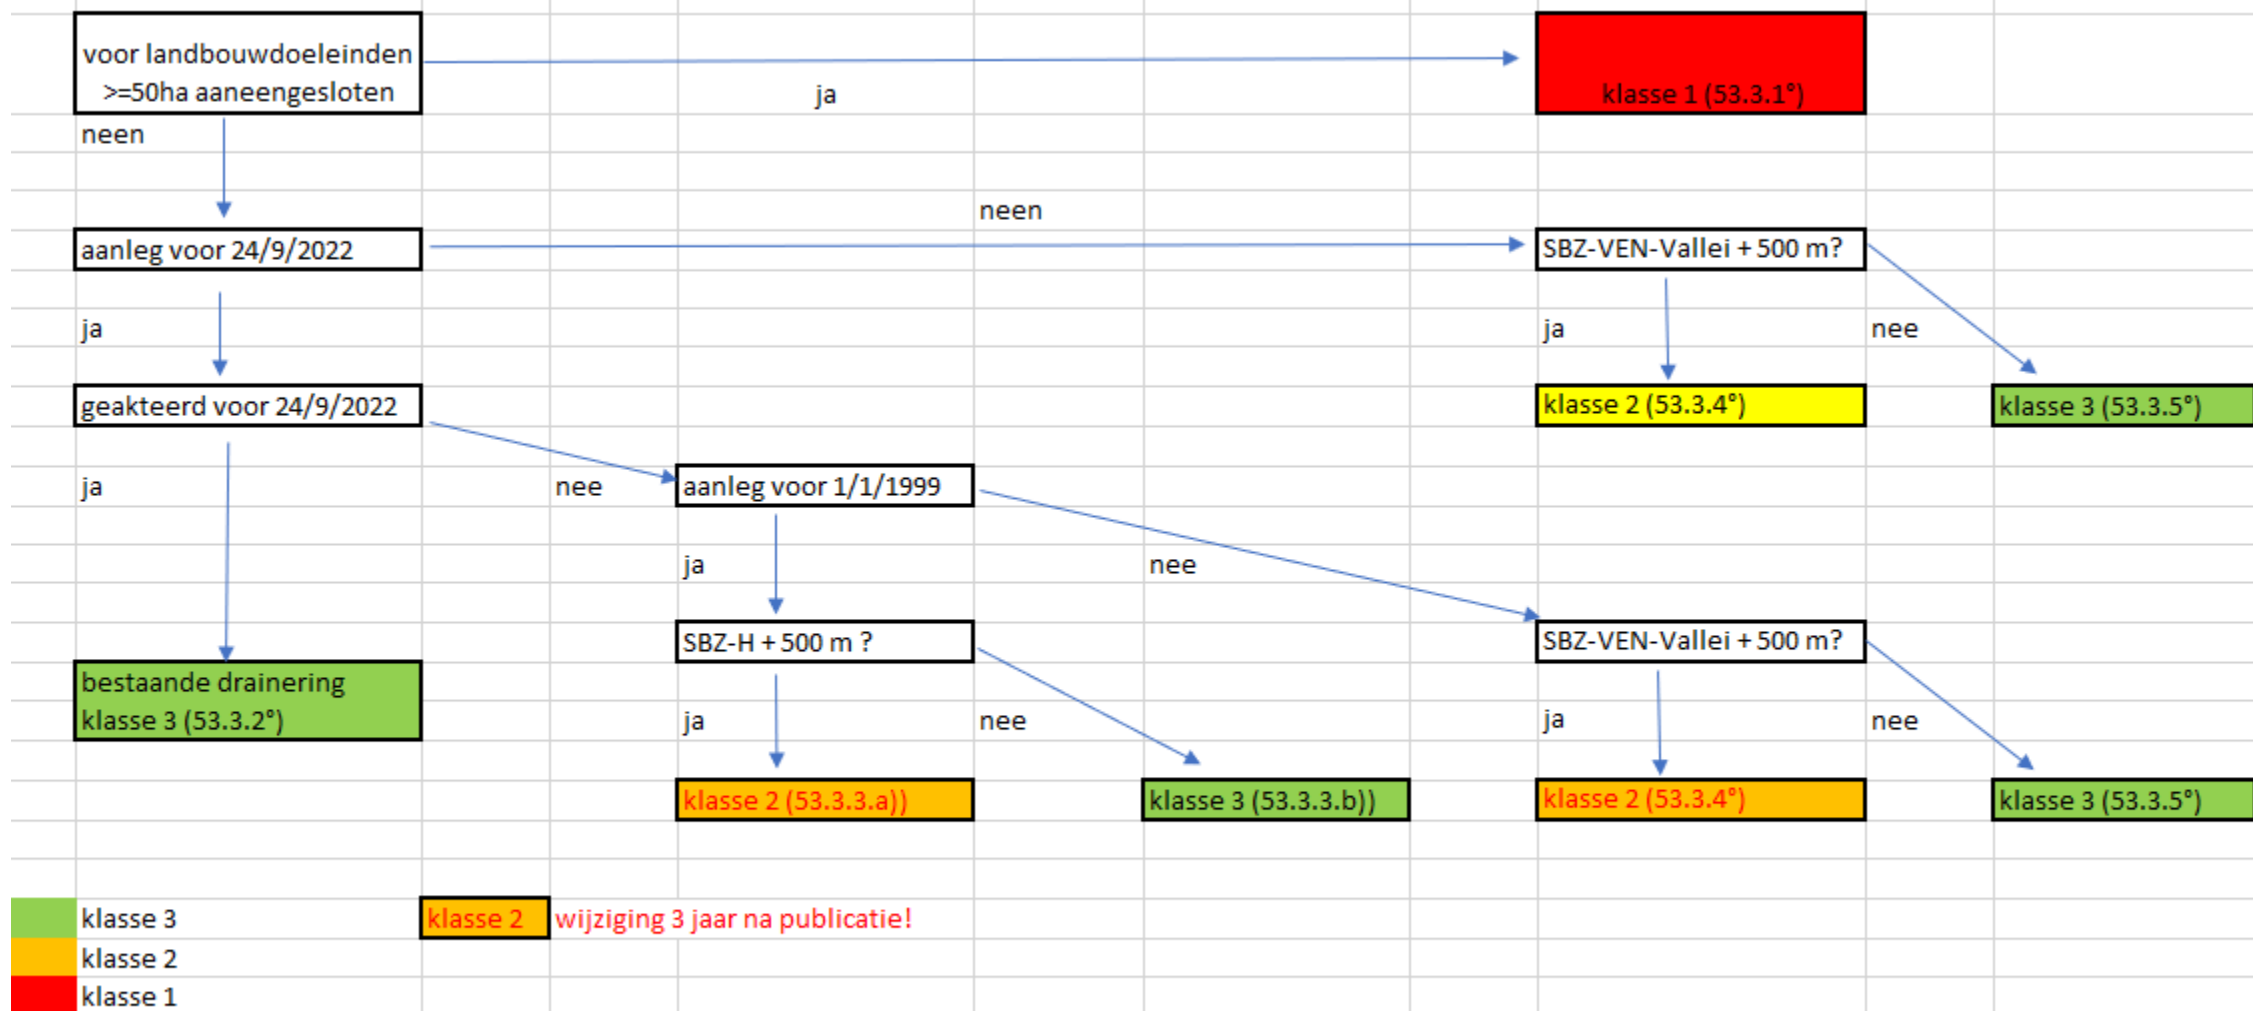 voor landbouwdoeleinden
>=50ha aaneengesloten
ja
klasse 1 (53.3.1°)
neen
neen
aanleg voor 24/9/2022
SBZ-VEN-Vallei + 500 m?
ja
ja
nee
geakteerd voor 24/9/2022
klasse 2 (53.3.4°)
klasse 3 (53.3.5°)
ja
nee
aanleg voor 1/1/1999
ja
nee
SBZ-H + 500 m ?
SBZ-VEN-Vallei + 500 m?
bestaande drainering
klasse 3 (53.3.2°)
ja
nee
ja
nee
klasse 2 (53.3.3.a))
klasse 3 (53.3.3.b))
klasse 2 (53.3.4°)
klasse 3 (53.3.5°)
klasse 3
klasse 2
wijziging 3 jaar na publicatie!
klasse 2
klasse 1